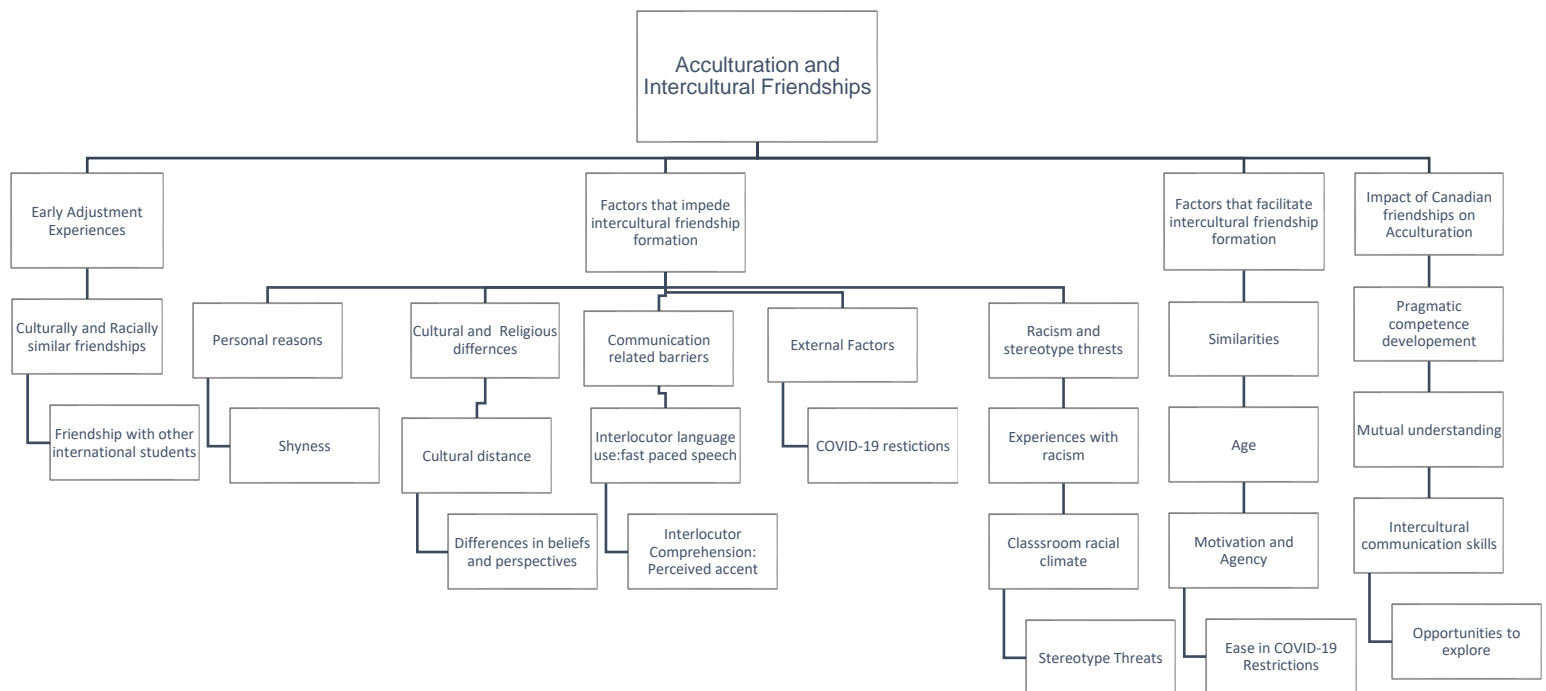 Acculturation and
Intercultural Friendships
Early Adjustment
Experiences
Factors that impede
intercultural friendship
formation
Factors that facilitate
intercultural friendship
formation
Impact of Canadian
friendships on
Acculturation
Culturally and Racially
similar friendships
Personal reasons
Cultural and  Religious
differnces
Communication
related barriers
External Factors
Racism and
stereotype thrests
Similarities
Pragmatic
competence
developement
Friendship with other
international students
Shyness
Cultural distance
Interlocutor language
use:fast paced speech
COVID-19 restictions
Experiences with
racism
Age
Mutual understanding
Differences in beliefs
and perspectives
Interlocutor
Comprehension:
Perceived accent
Classsroom racial
climate
Motivation and
Agency
Intercultural
communication skills
Stereotype Threats
Ease in COVID-19
Restrictions
Opportunities to
explore